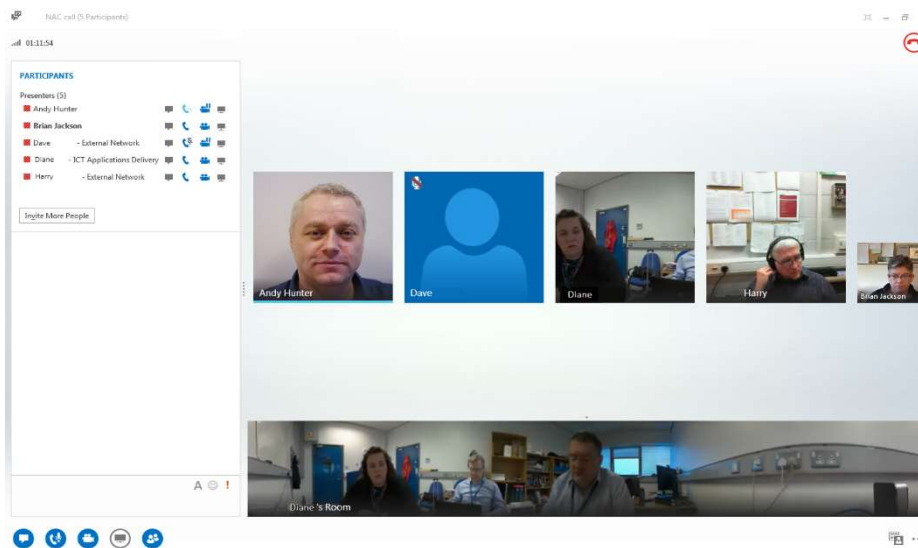 NAC call (5 Participants)
01:11:54
PARTICIPANTS
Presenters (5)
Andy Hunter
Brian Jackson
Dave - External Network
Diane - ICT Applications Delivery
Harry - External Network
Invite More People
Andy Hunter
Dave
Diane
Harry
Brian Jackson
A
Diane 's Room